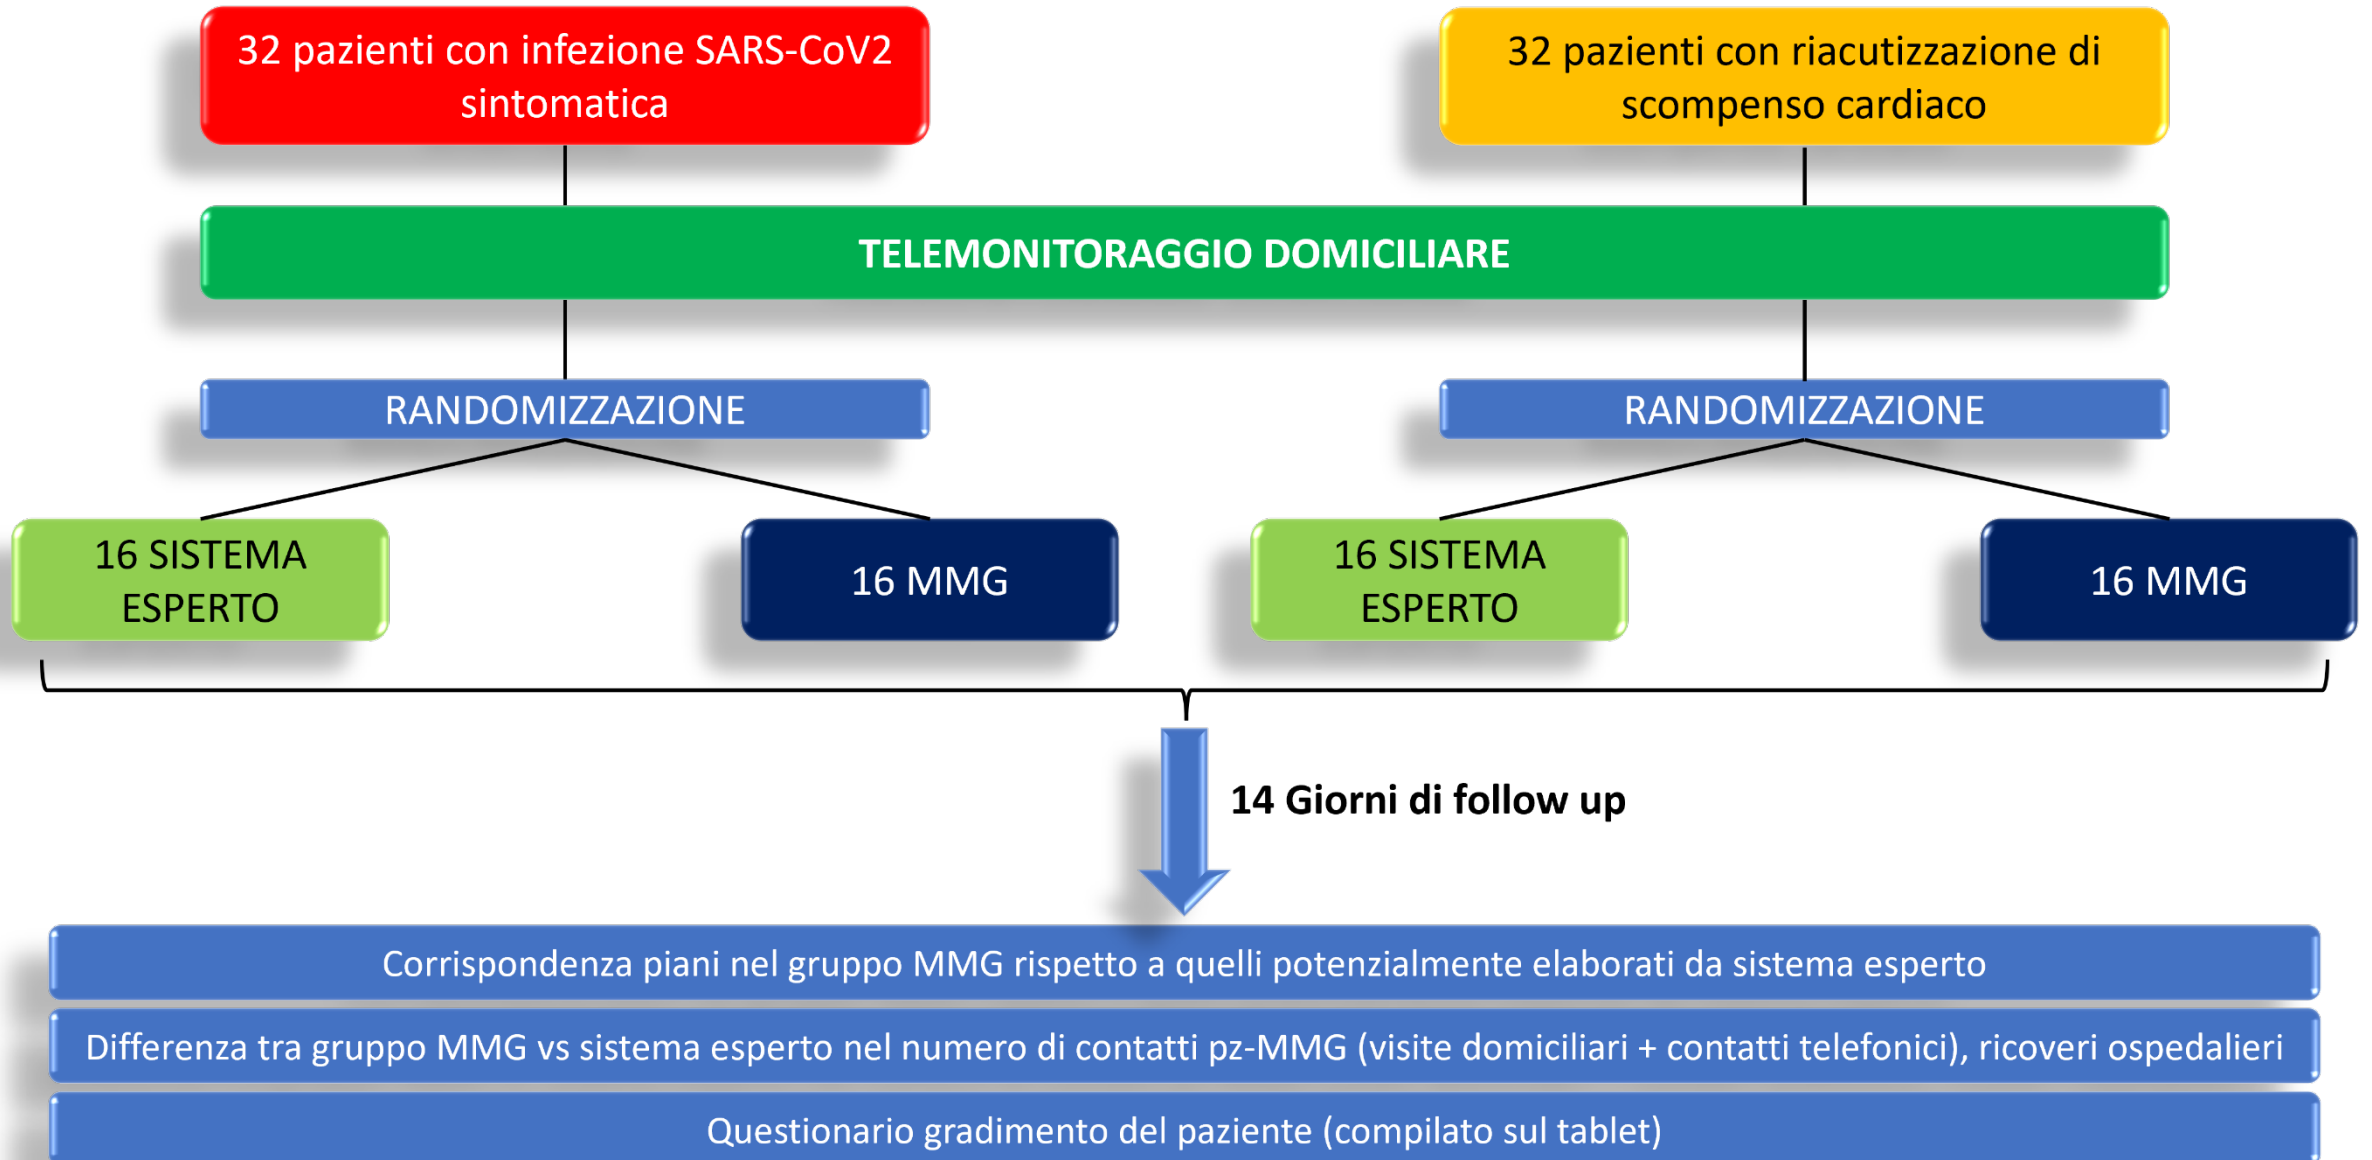 32 pazienti con infezione SARS-CoV2
sintomatica
32 pazienti con riacutizzazione di
scompenso cardiaco
TELEMONITORAGGIO DOMICILIARE
RANDOMIZZAZIONE
RANDOMIZZAZIONE
16 SISTEMA
ESPERTO
16 MMG
16 SISTEMA
ESPERTO
16 MMG
14 Giorni di follow up
Corrispondenza piani nel gruppo MMG rispetto a quelli potenzialmente elaborati da sistema esperto
Differenza tra gruppo MMG vs sistema esperto nel numero di contatti pz-MMG (visite domiciliari + contatti telefonici), ricoveri ospedalieri
Questionario gradimento del paziente (compilato sul tablet)